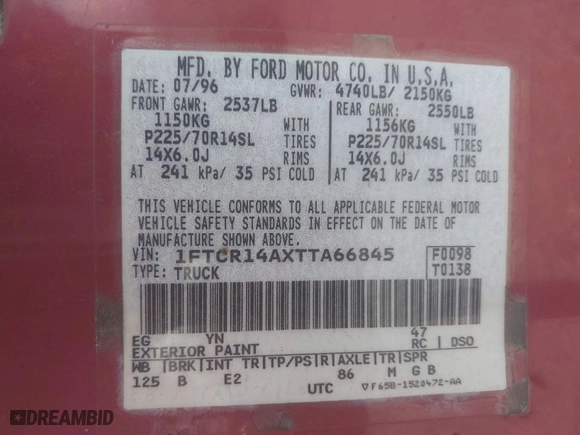 MFD. BY FORD MOTOR CO. IN U.S.A.
DATE: 07/96 GVWR: 4740LB/ 2150KG
FRONT GAWR: 2537LB REAR GAWR: 2550LB
1150KG WITH 1156KG WITH
P225/70R14SL TIRES P225/70R14SL TIRES
14X6.0J RIMS 14X6.0J RIMS
AT 241 kPa/ 35 PSI COLD AT 241 kPa/ 35 PSI COLD
THIS VEHICLE CONFORMS TO ALL APPLICABLE FEDERAL MOTOR
VEHICLE SAFETY STANDARDS IN EFFECT ON THE DATE OF
MANUFACTURE SHOWN ABOVE.
VIN: 1FTCR14AXTTA66845 F0098
TYPE: TRUCK T0138
EG YN 47
EXTERIOR PAINT RC DSO
WB BRK INT TR TP/PS R AXLE TR SPR
125 B E2 86 M G B
UTC ▽F65B-1520472-AA
DREAMBID